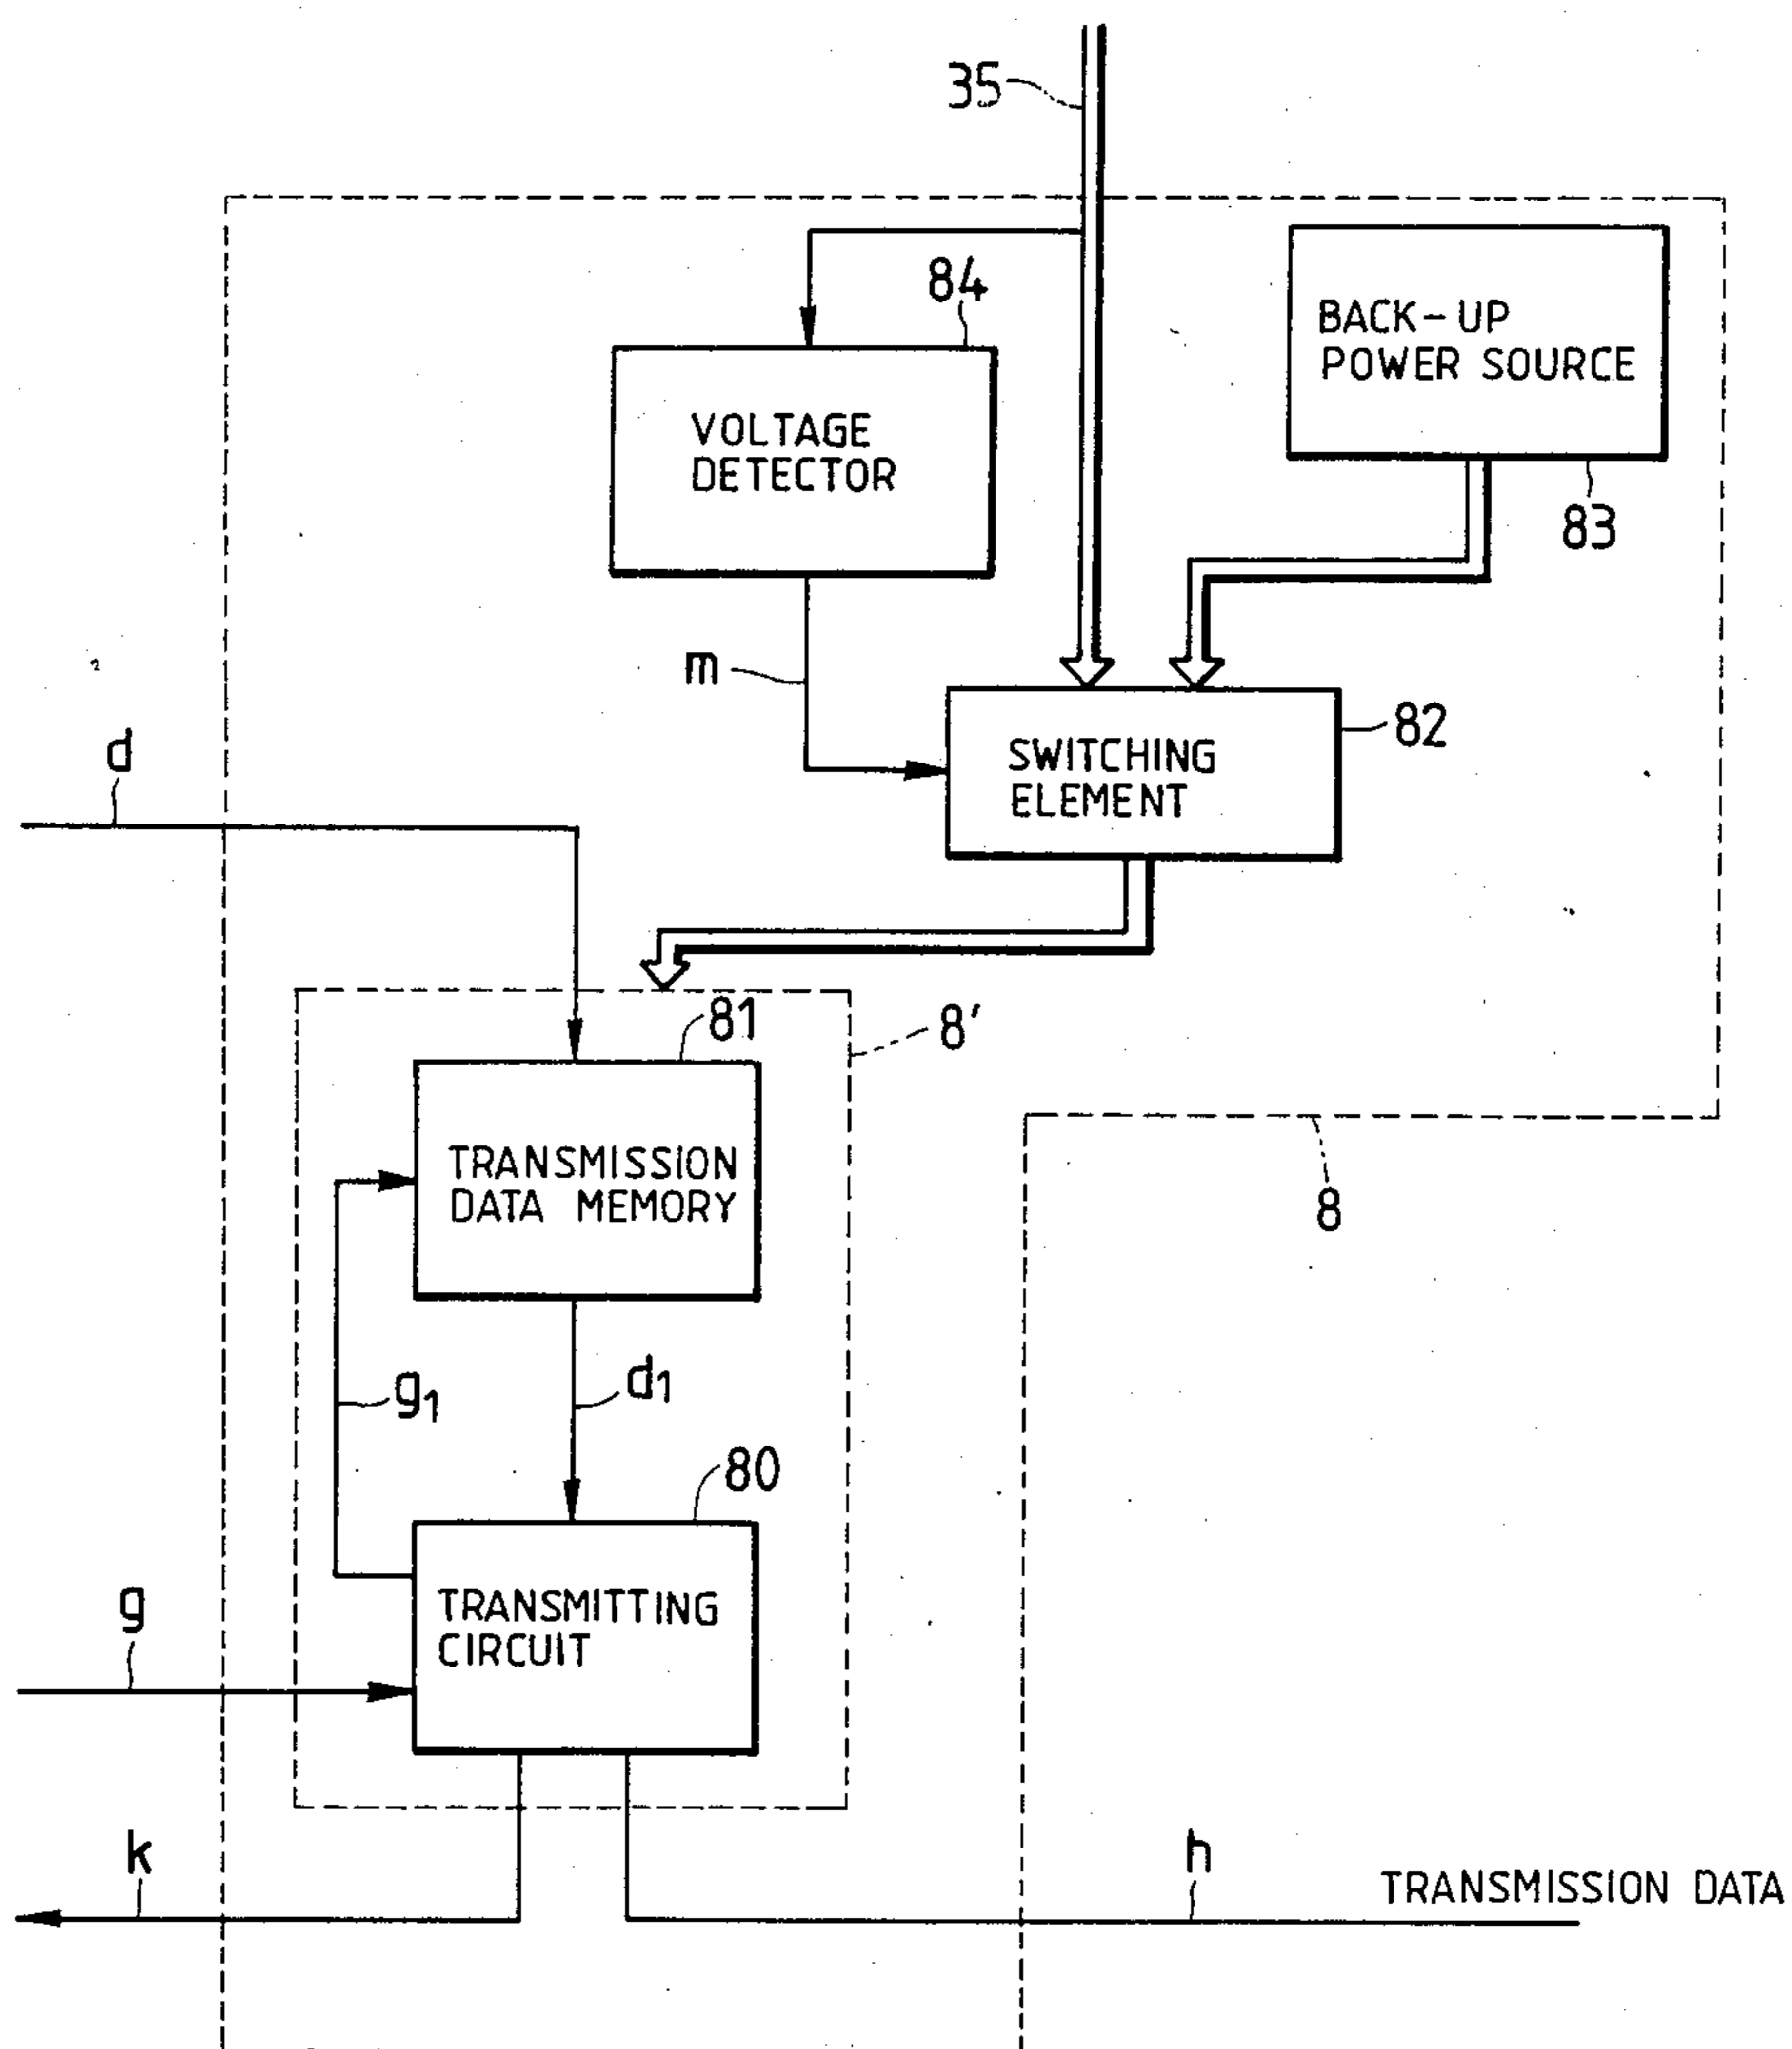 35
84
BACK-UP
POWER SOURCE
VOLTAGE
DETECTOR
83
m
82
d
SWITCHING
ELEMENT
81
8'
TRANSMISSION
DATA MEMORY
8
d1
g1
80
g
TRANSMITTING
CIRCUIT
k
h
TRANSMISSION DATA